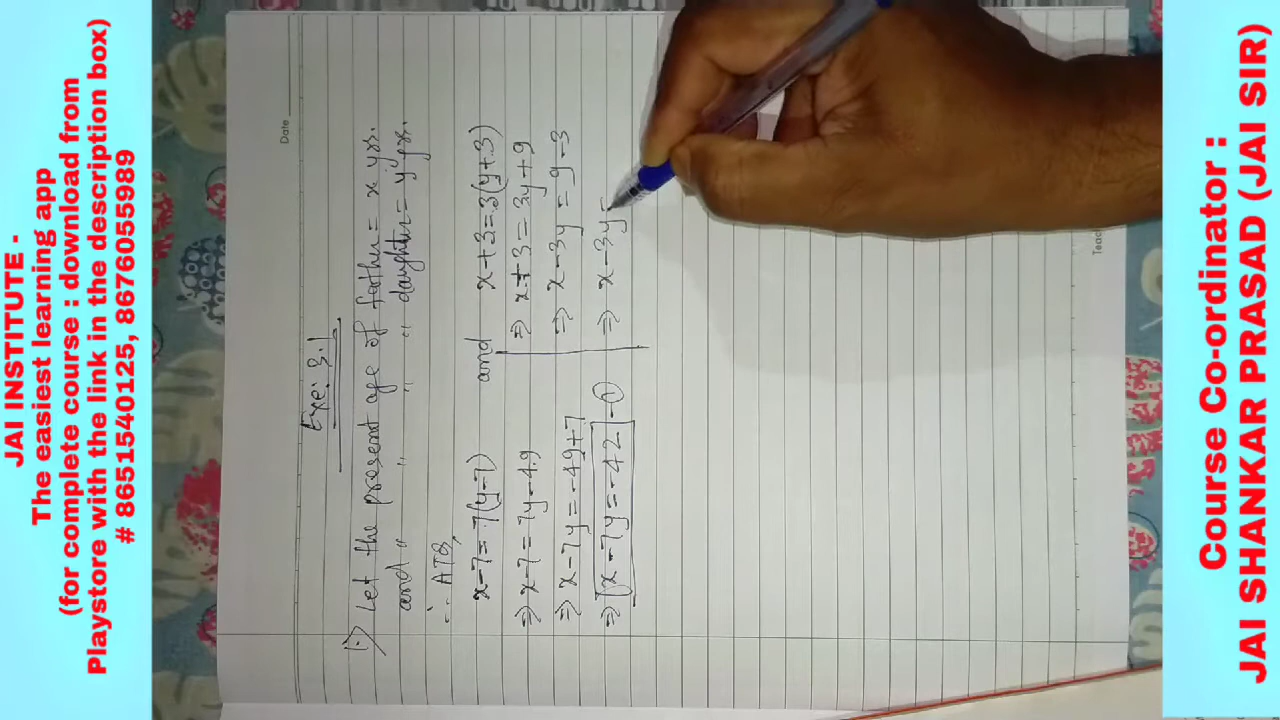 JAI INSTITUTE -
The easiest learning app
(for complete course : download from
Playstore with the link in the description box)
# 8651540125, 8676055989
Date
Exe: 3.1
1.) Let the present age of father = x yrs.
and " " " " daughter = y yrs.
∴ ATQ,
x-7 = 7(y-7) and x+3 = 3(y+3)
⇒ x-7 = 7y-49 ⇒ x+3 = 3y+9
⇒ x-7y = -49+7 ⇒ x-3y = 9-3
⇒ x-7y = -42 -① ⇒ x-3y =
Teac
Course Co-ordinator :
JAI SHANKAR PRASAD (JAI SIR)